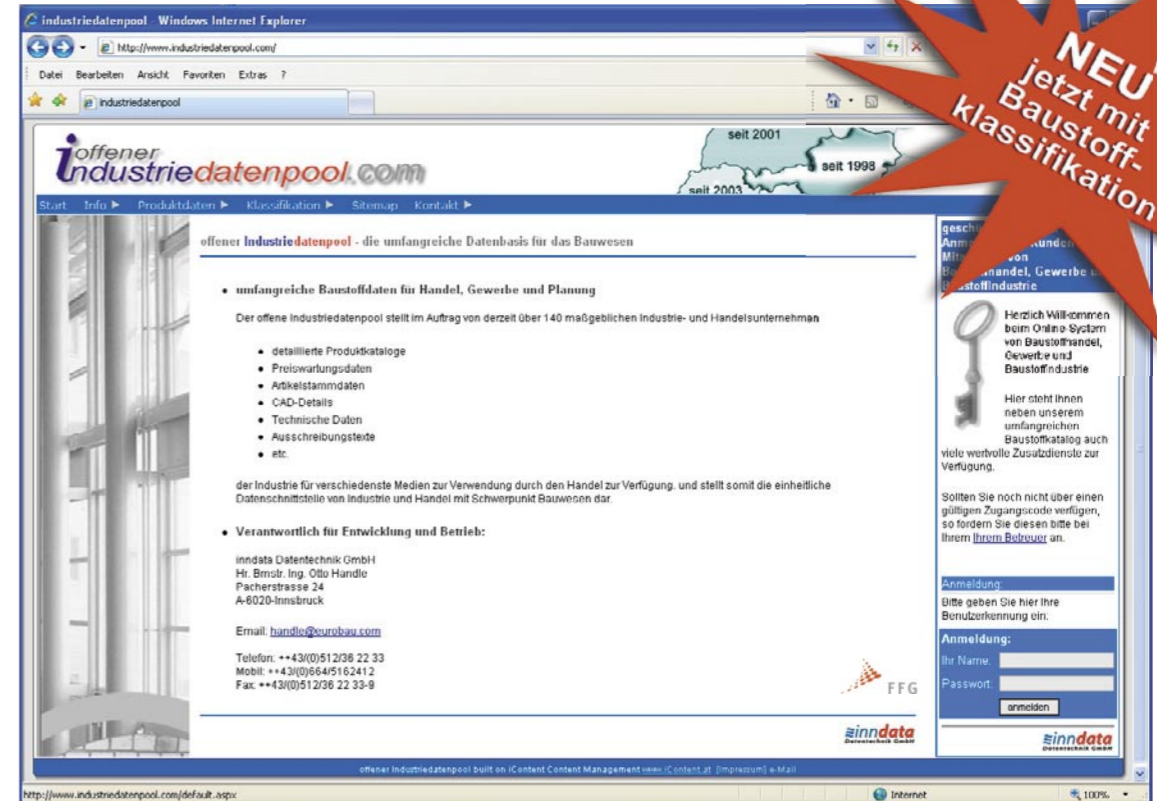 industriedatenpool - Windows Internet Explorer
http://www.industriedatenpool.com/
Datei Bearbeiten Ansicht Favoriten Extras ?
industriedatenpool
NEU
jetzt mit
Baustoff-
klassifikation
offener
industriedatenpool.com
seit 2001
seit 1998
seit 2003
Start Info Produktdaten Klassifikation Sitemap Kontakt
offener Industriedatenpool - die umfangreiche Datenbasis für das Bauwesen
umfangreiche Baustoffdaten für Handel, Gewerbe und Planung
Der offene Industriedatenpool stellt im Auftrag von derzeit über 140 maßgeblichen Industrie- und Handelsunternehman
detaillierte Produktkataloge
Preiswartungsdaten
Artikelstammdaten
CAD-Details
Technische Daten
Ausschreibungstexte
etc.
der Industrie für verschiedenste Medien zur Verwendung durch den Handel zur Verfügung. und stellt somit die einheitliche
Datenschnittstelle von Industrie und Handel mit Schwerpunkt Bauwesen dar.
Verantwortlich für Entwicklung und Betrieb:
inndata Datentechnik GmbH
Hr. Bmstr. Ing. Otto Handle
Pacherstrasse 24
A-6020-Innsbruck
Email: handle@eurobau.com
Telefon: ++43/(0)512/36 22 33
Mobil: ++43/(0)664/5162412
Fax: ++43/(0)512/36 22 33-9
FFG
inndata
Datentechnik GmbH
Kunden
von
Gewerbe
Baustoffindustrie
Herzlich Willkommen
beim Online-System
von Baustoffhandel,
Gewerbe und
Baustoffindustrie
Hier steht Ihnen
neben unserem
umfangreichen
Baustoffkatalog auch
viele wertvolle Zusatzdienste zur
Verfügung.
Sollten Sie noch nicht über einen
gültigen Zugangscode verfügen,
so fordern Sie diesen bitte bei
Ihrem Ihrem Betreuer an.
Anmeldung:
Bitte geben Sie hier Ihre
Benutzerkennung ein:
Anmeldung:
Ihr Name:
Passwort:
anmelden
inndata
Datentechnik GmbH
offener Industriedatenpool built on iContent Content Management www.iContent.at [Impressum] e-Mail
http://www.industriedatenpool.com/default.aspx
Internet
100%